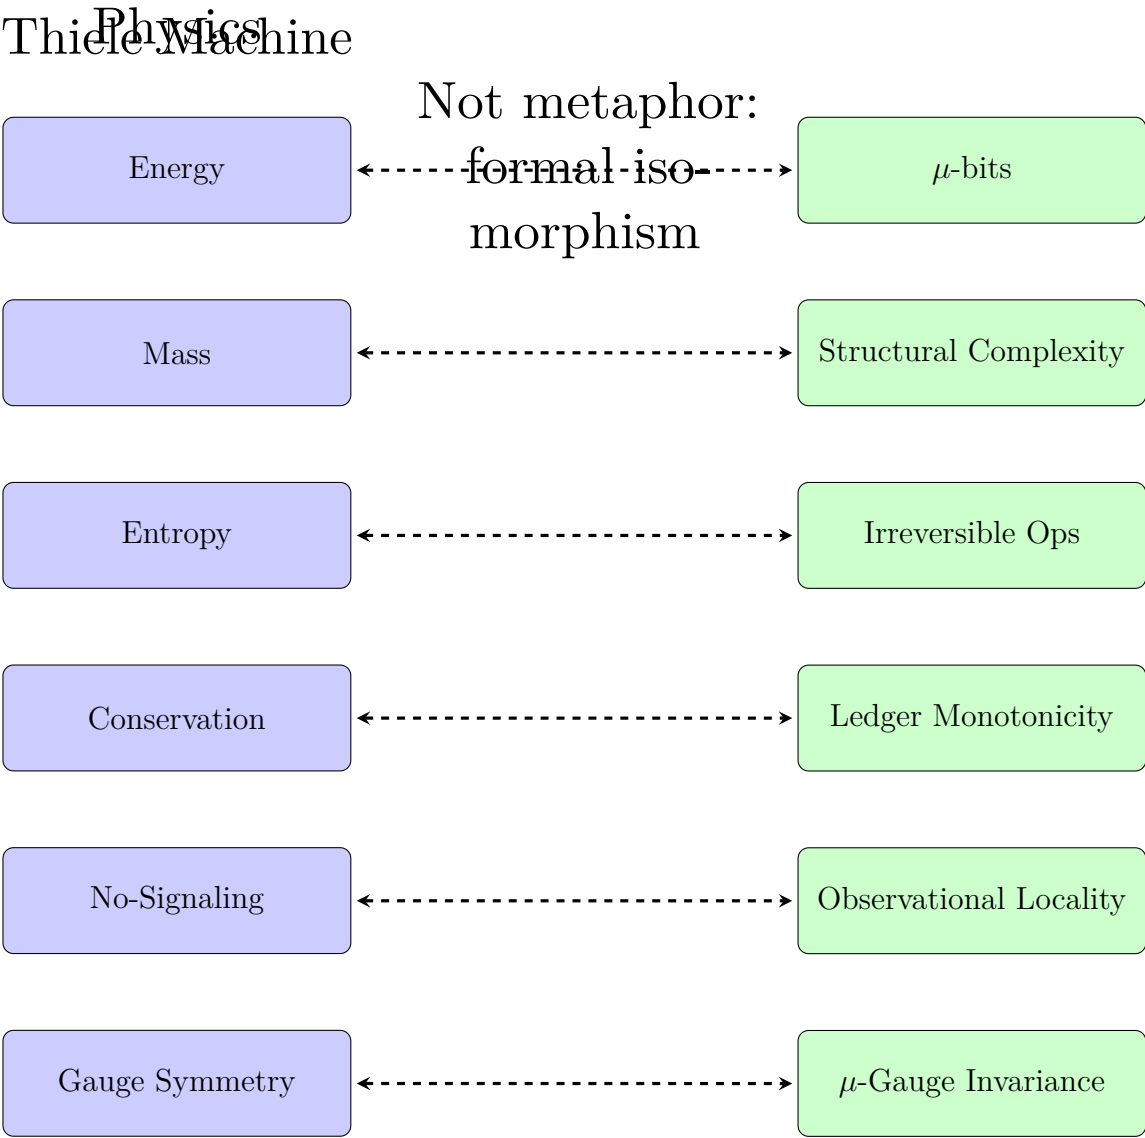 Physics
Thiele Machine
Not metaphor:
formal iso-
morphism
Energy
μ-bits
Mass
Structural Complexity
Entropy
Irreversible Ops
Conservation
Ledger Monotonicity
No-Signaling
Observational Locality
Gauge Symmetry
μ-Gauge Invariance